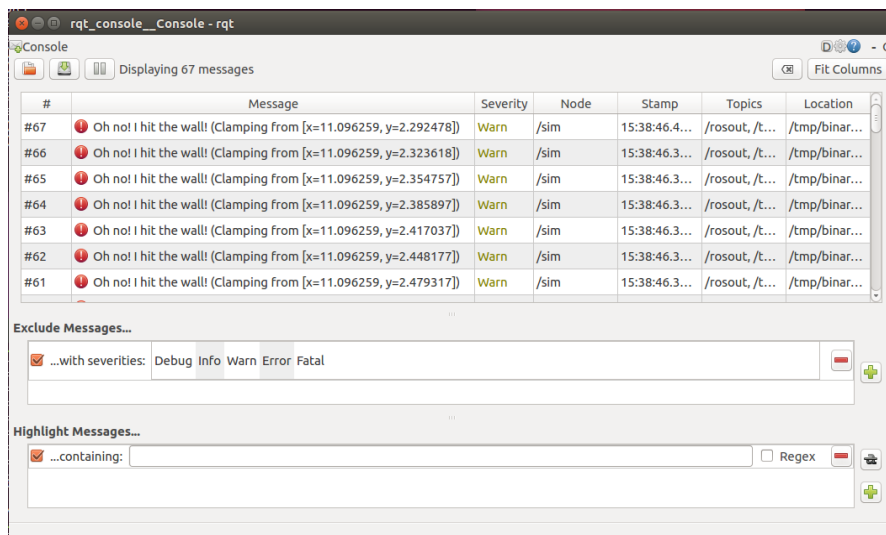 rqt_console__Console - rqt
Console D - 
Displaying 67 messages Fit Columns
# Message Severity Node Stamp Topics Location
#67 Oh no! I hit the wall! (Clamping from [x=11.096259, y=2.292478]) Warn /sim 15:38:46.4... /rosout, /t... /tmp/binar...
#66 Oh no! I hit the wall! (Clamping from [x=11.096259, y=2.323618]) Warn /sim 15:38:46.3... /rosout, /t... /tmp/binar...
#65 Oh no! I hit the wall! (Clamping from [x=11.096259, y=2.354757]) Warn /sim 15:38:46.3... /rosout, /t... /tmp/binar...
#64 Oh no! I hit the wall! (Clamping from [x=11.096259, y=2.385897]) Warn /sim 15:38:46.3... /rosout, /t... /tmp/binar...
#63 Oh no! I hit the wall! (Clamping from [x=11.096259, y=2.417037]) Warn /sim 15:38:46.3... /rosout, /t... /tmp/binar...
#62 Oh no! I hit the wall! (Clamping from [x=11.096259, y=2.448177]) Warn /sim 15:38:46.3... /rosout, /t... /tmp/binar...
#61 Oh no! I hit the wall! (Clamping from [x=11.096259, y=2.479317]) Warn /sim 15:38:46.3... /rosout, /t... /tmp/binar...
Exclude Messages...
...with severities: Debug Info Warn Error Fatal
Highlight Messages...
...containing: Regex